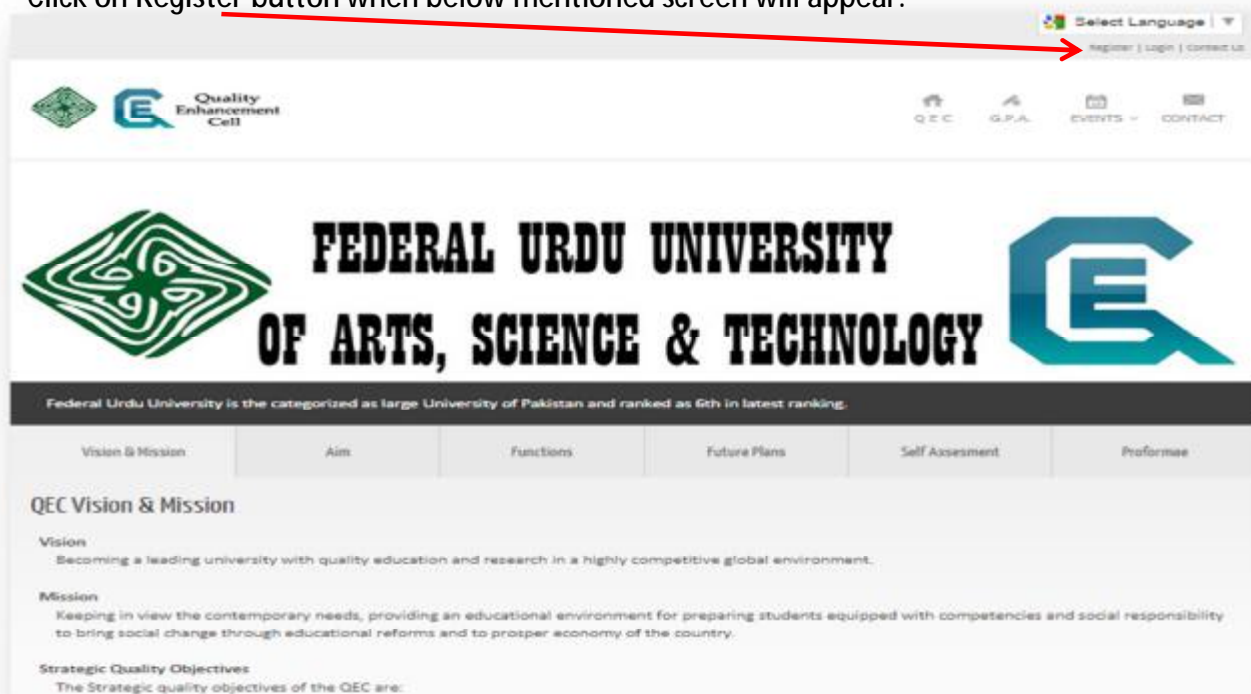 Click on Register button when below mentioned screen will appear.
Select Language
Register | Login | Contact Us
Quality
Enhancement
Cell
Q E C G.P.A. EVENTS CONTACT
FEDERAL URDU UNIVERSITY
OF ARTS, SCIENCE & TECHNOLOGY
Federal Urdu University is the categorized as large University of Pakistan and ranked as 6th in latest ranking.
Vision & Mission Aim Functions Future Plans Self Assesment Proformae
QEC Vision & Mission
Vision
Becoming a leading university with quality education and research in a highly competitive global environment.
Mission
Keeping in view the contemporary needs, providing an educational environment for preparing students equipped with competencies and social responsibility
to bring social change through educational reforms and to prosper economy of the country.
Strategic Quality Objectives
The Strategic quality objectives of the QEC are: